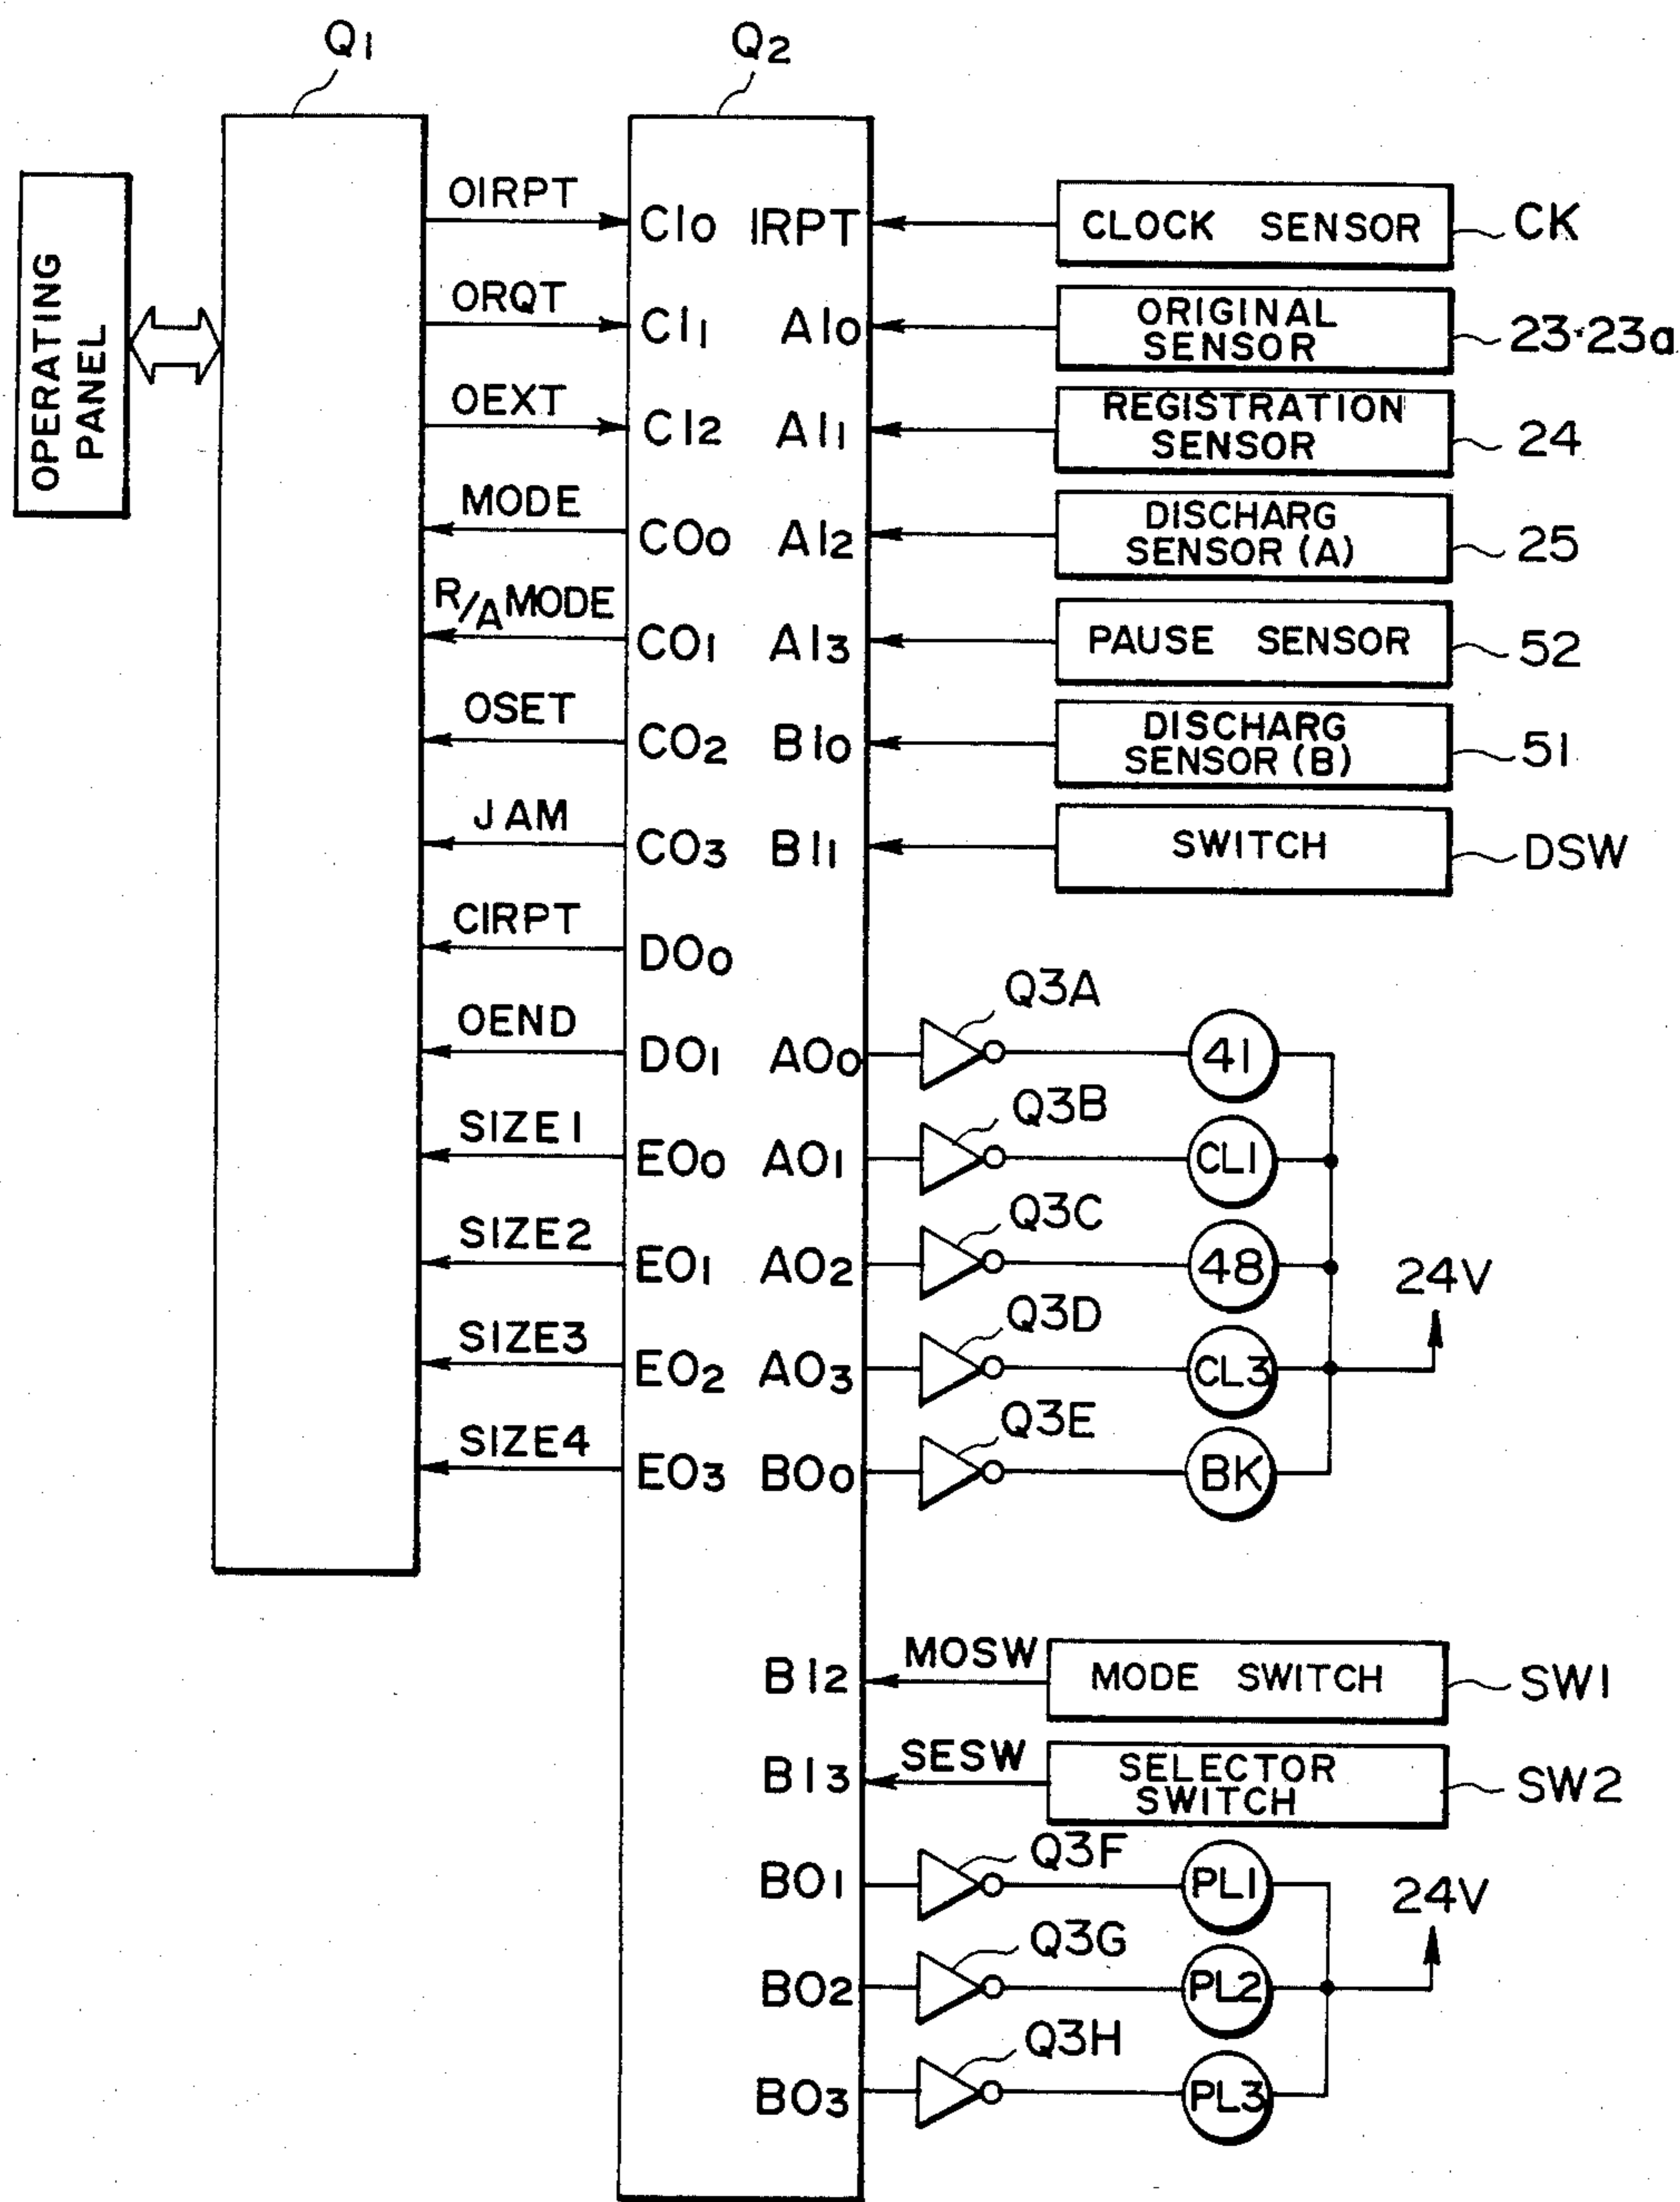 Q1
Q2
OPERATING
PANEL
OIRPT
CI0
IRPT
CLOCK SENSOR
CK
ORQT
CI1
AI0
ORIGINAL
SENSOR
23·23a
OEXT
CI2
AI1
REGISTRATION
SENSOR
24
MODE
CO0
AI2
DISCHARG
SENSOR (A)
25
R/A MODE
CO1
AI3
PAUSE SENSOR
52
OSET
CO2
BI0
DISCHARG
SENSOR (B)
51
JAM
CO3
BI1
SWITCH
DSW
CIRPT
DO0
Q3A
OEND
DO1
AO0
41
Q3B
SIZE1
EO0
AO1
CL1
Q3C
SIZE2
EO1
AO2
48
24V
Q3D
SIZE3
EO2
AO3
CL3
Q3E
SIZE4
EO3
BO0
BK
BI2
MOSW
MODE SWITCH
SW1
BI3
SESW
SELECTOR
SWITCH
SW2
Q3F
BO1
PL1
24V
Q3G
BO2
PL2
Q3H
BO3
PL3